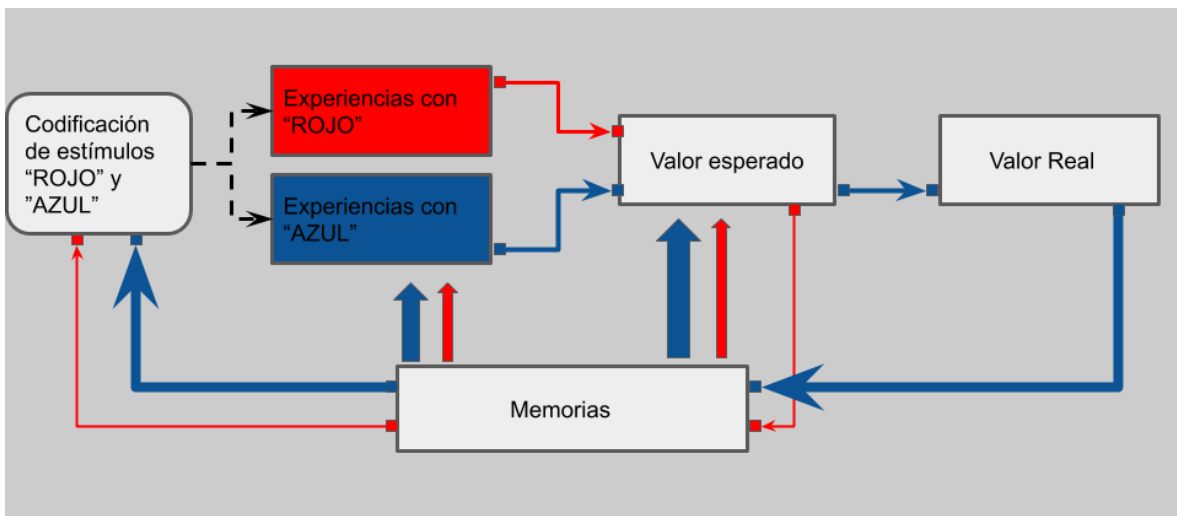 Codificación
de estímulos
“ROJO” y
”AZUL”
Experiencias con
“ROJO”
Experiencias con
“AZUL”
Valor esperado
Valor Real
Memorias